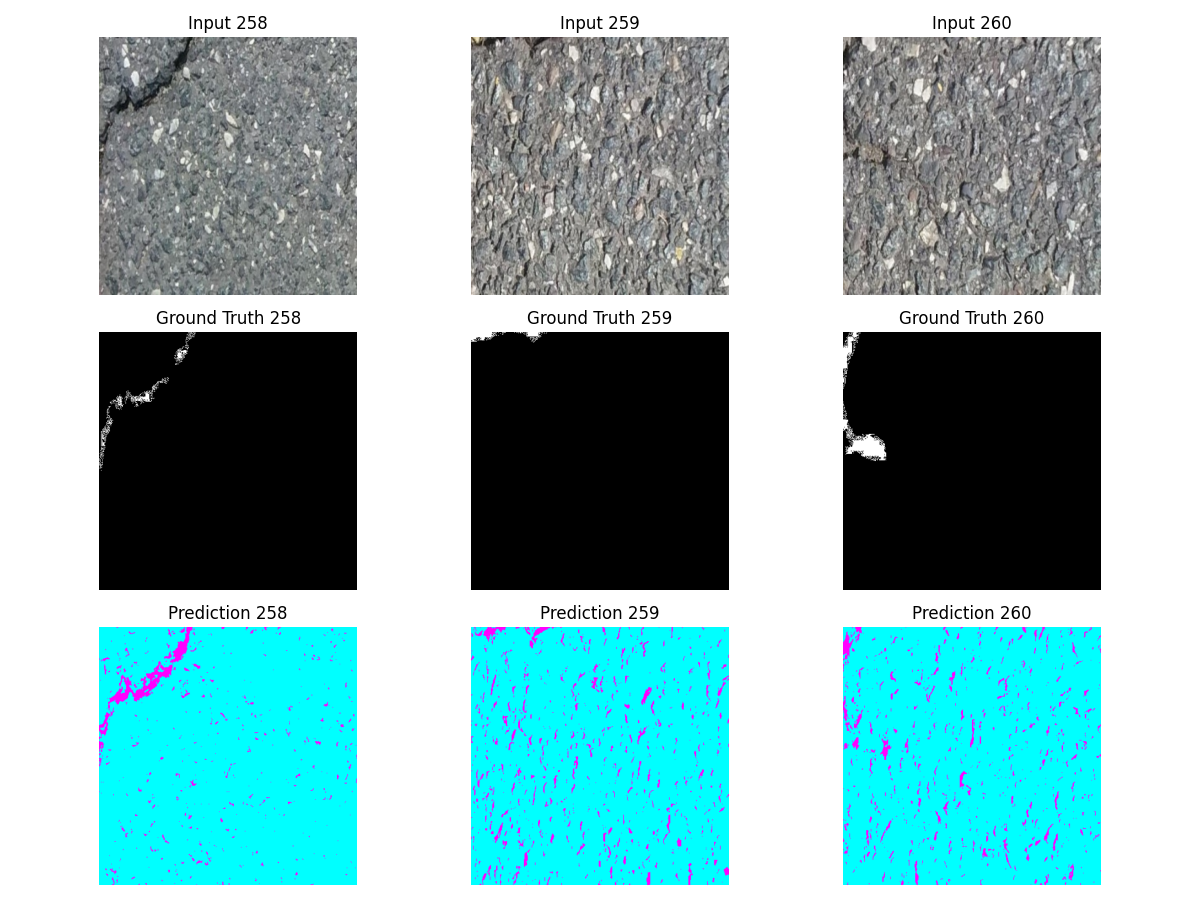 Input 258
Input 259
Input 260
Ground Truth 258
Ground Truth 259
Ground Truth 260
Prediction 258
Prediction 259
Prediction 260